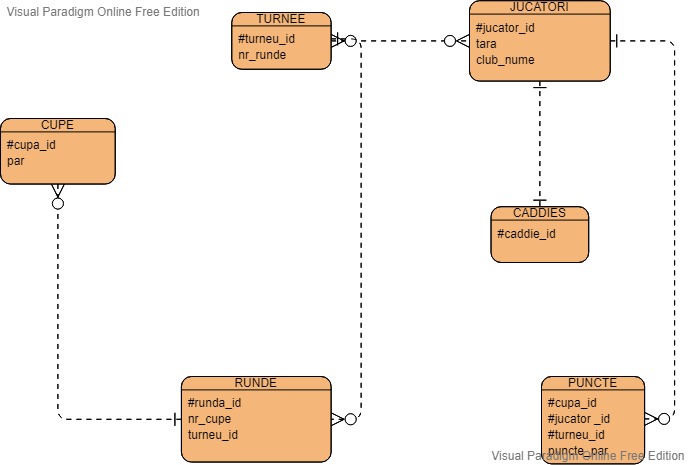 Visual Paradigm Online Free Edition
TURNEE
#turneu_id
nr_runde
JUCATORI
#jucator_id
tara
club_nume
CUPE
#cupa_id
par
CADDIES
#caddie_id
RUNDE
#runda_id
nr_cupe
turneu_id
PUNCTE
#cupa_id
#jucator _id
#turneu_id
puncte_par
Visual Paradigm Online Free Edition